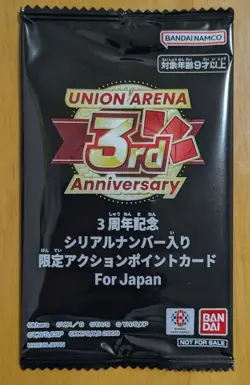 BANDAI NAMCO
対象年齢9才以上
UNION ARENA
3rd
Anniversary
3周年記念
シリアルナンバー入り
限定アクションポイントカード
For Japan
BANDAI
NOT FOR SALE